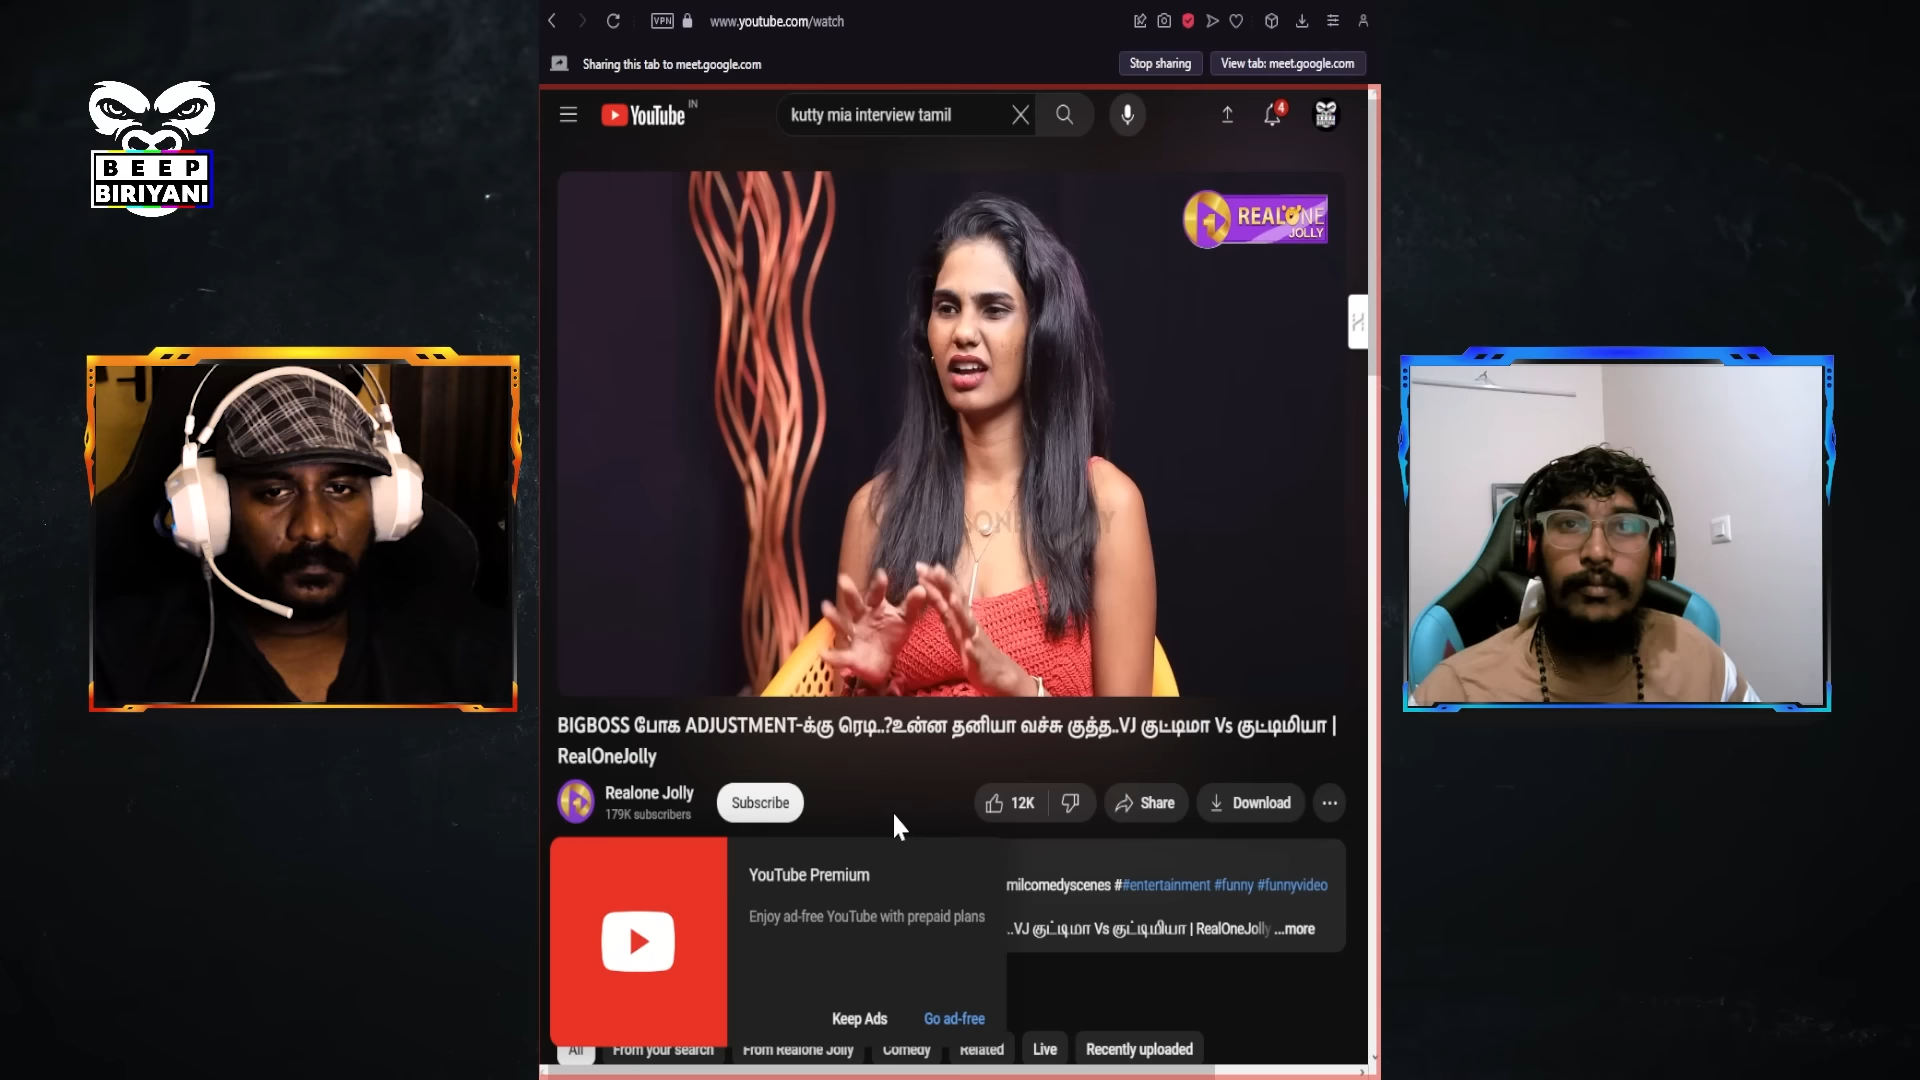 VPN
www.youtube.com/watch
Sharing this tab to meet.google.com
Stop sharing
View tab: meet.google.com
BEEP
BIRIYANI
YouTube IN
kutty mia interview tamil
4
REALONE
JOLLY
BIGBOSS போக ADJUSTMENT-க்கு ரெடி..?உன்ன தனியா வச்சு குத்த..VJ குட்டிமா Vs குட்டிமியா |
RealOneJolly
Realone Jolly
179K subscribers
Subscribe
12K
Share
Download
YouTube Premium
Enjoy ad-free YouTube with prepaid plans
Keep Ads
Go ad-free
milcomedyscenes ##entertainment #funny #funnyvideo
..VJ குட்டிமா Vs குட்டிமியா | RealOneJolly ...more
All
From your search
From Realone Jolly
Comedy
Related
Live
Recently uploaded